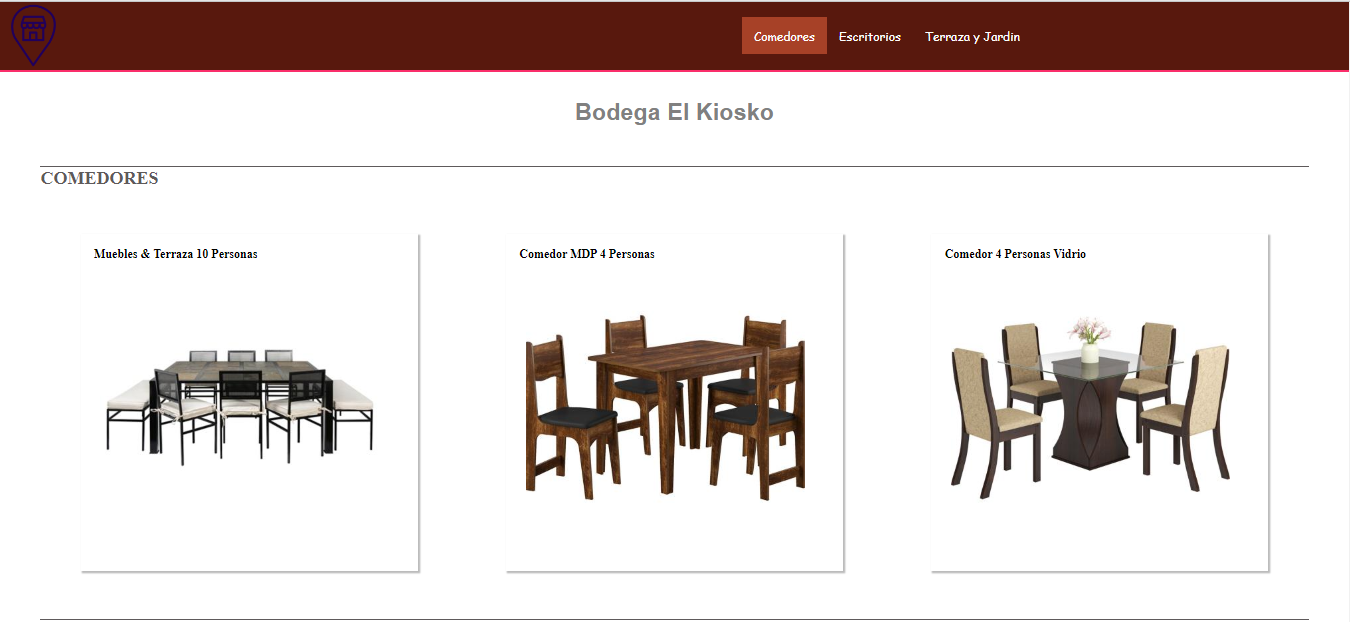 Comedores Escritorios Terraza y Jardin
Bodega El Kiosko
COMEDORES
Muebles & Terraza 10 Personas
Comedor MDP 4 Personas
Comedor 4 Personas Vidrio